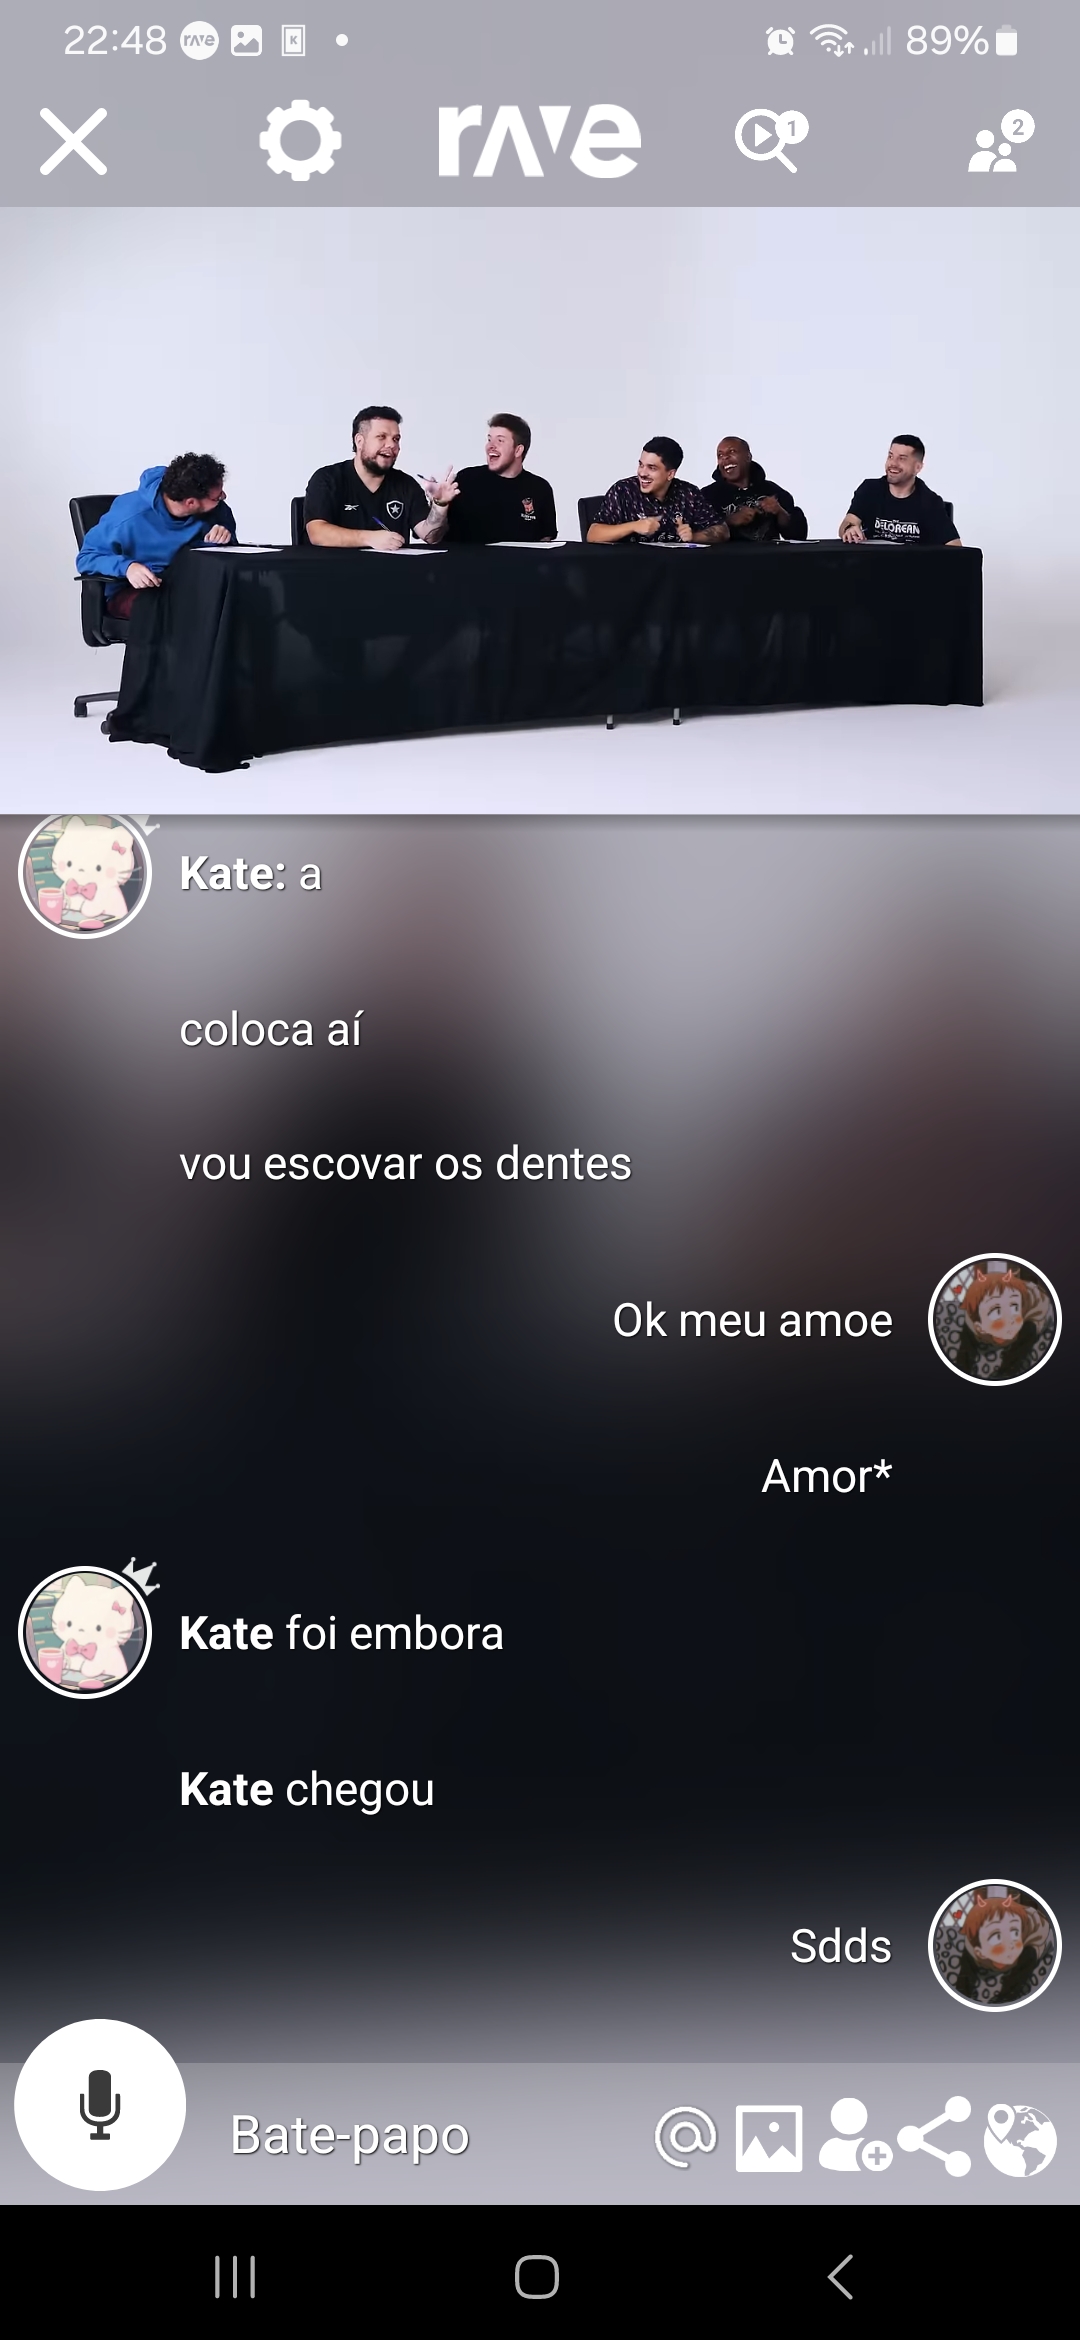 22:48
rave
K
89%
rave
1
2
DELOREAN
Kate: a
coloca aí
vou escovar os dentes
Ok meu amoe
Amor*
Kate foi embora
Kate chegou
Sdds
Bate-papo